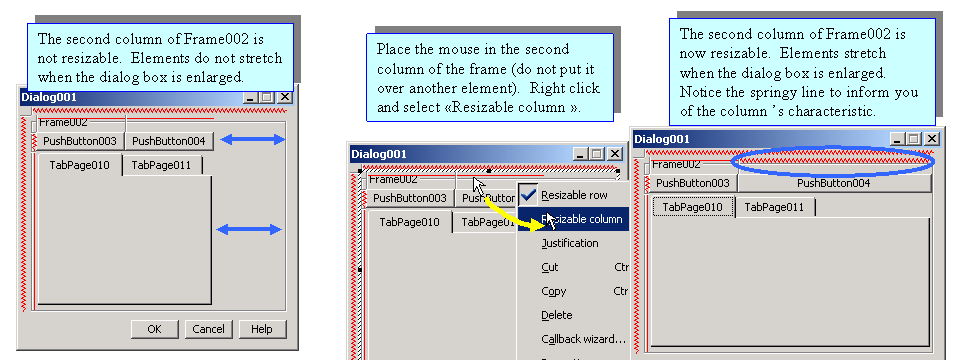 The second column of Frame002 is
not resizable. Elements do not stretch
when the dialog box is enlarged.
Dialog001
Frame002
PushButton003 PushButton004
TabPage010 TabPage011
OK Cancel Help
Place the mouse in the second
column of the frame (do not put it
over another element). Right click
and select «Resizable column ».
Dialog001
Frame002
PushButton003 PushButton
TabPage010 TabPage01
Resizable row
Resizable column
Justification
Cut Ctr
Copy Ctr
Delete
Callback wizard...
The second column of Frame002 is
now resizable. Elements stretch
when the dialog box is enlarged.
Notice the springy line to inform you
of the column ’s characteristic.
Dialog001
Frame002
PushButton003 PushButton004
TabPage010 TabPage011